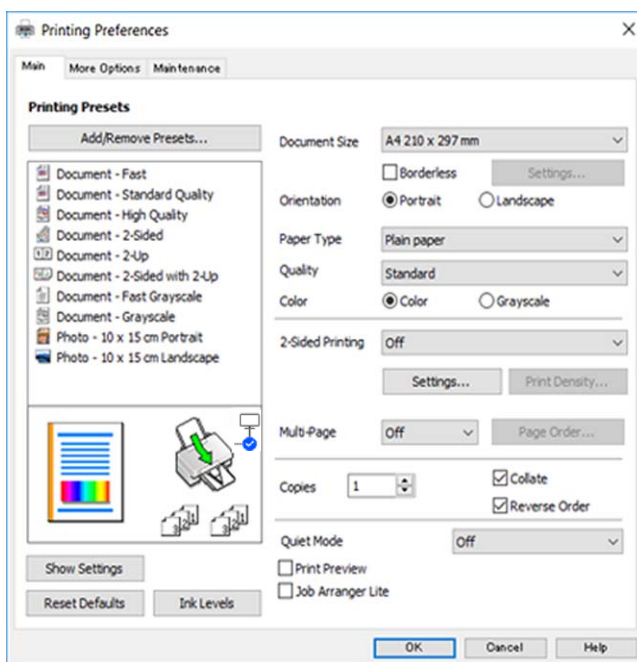 Printing Preferences
Main More Options Maintenance
Printing Presets
Add/Remove Presets...
Document - Fast
Document - Standard Quality
Document - High Quality
Document - 2-Sided
Document - 2-Up
Document - 2-Sided with 2-Up
Document - Fast Grayscale
Document - Grayscale
Photo - 10 x 15 cm Portrait
Photo - 10 x 15 cm Landscape
Show Settings
Reset Defaults Ink Levels
Document Size A4 210 x 297 mm
Borderless Settings...
Orientation Portrait Landscape
Paper Type Plain paper
Quality Standard
Color Color Grayscale
2-Sided Printing Off
Settings... Print Density...
Multi-Page Off Page Order...
Copies 1 Collate
Reverse Order
Quiet Mode Off
Print Preview
Job Arranger Lite
OK Cancel Help